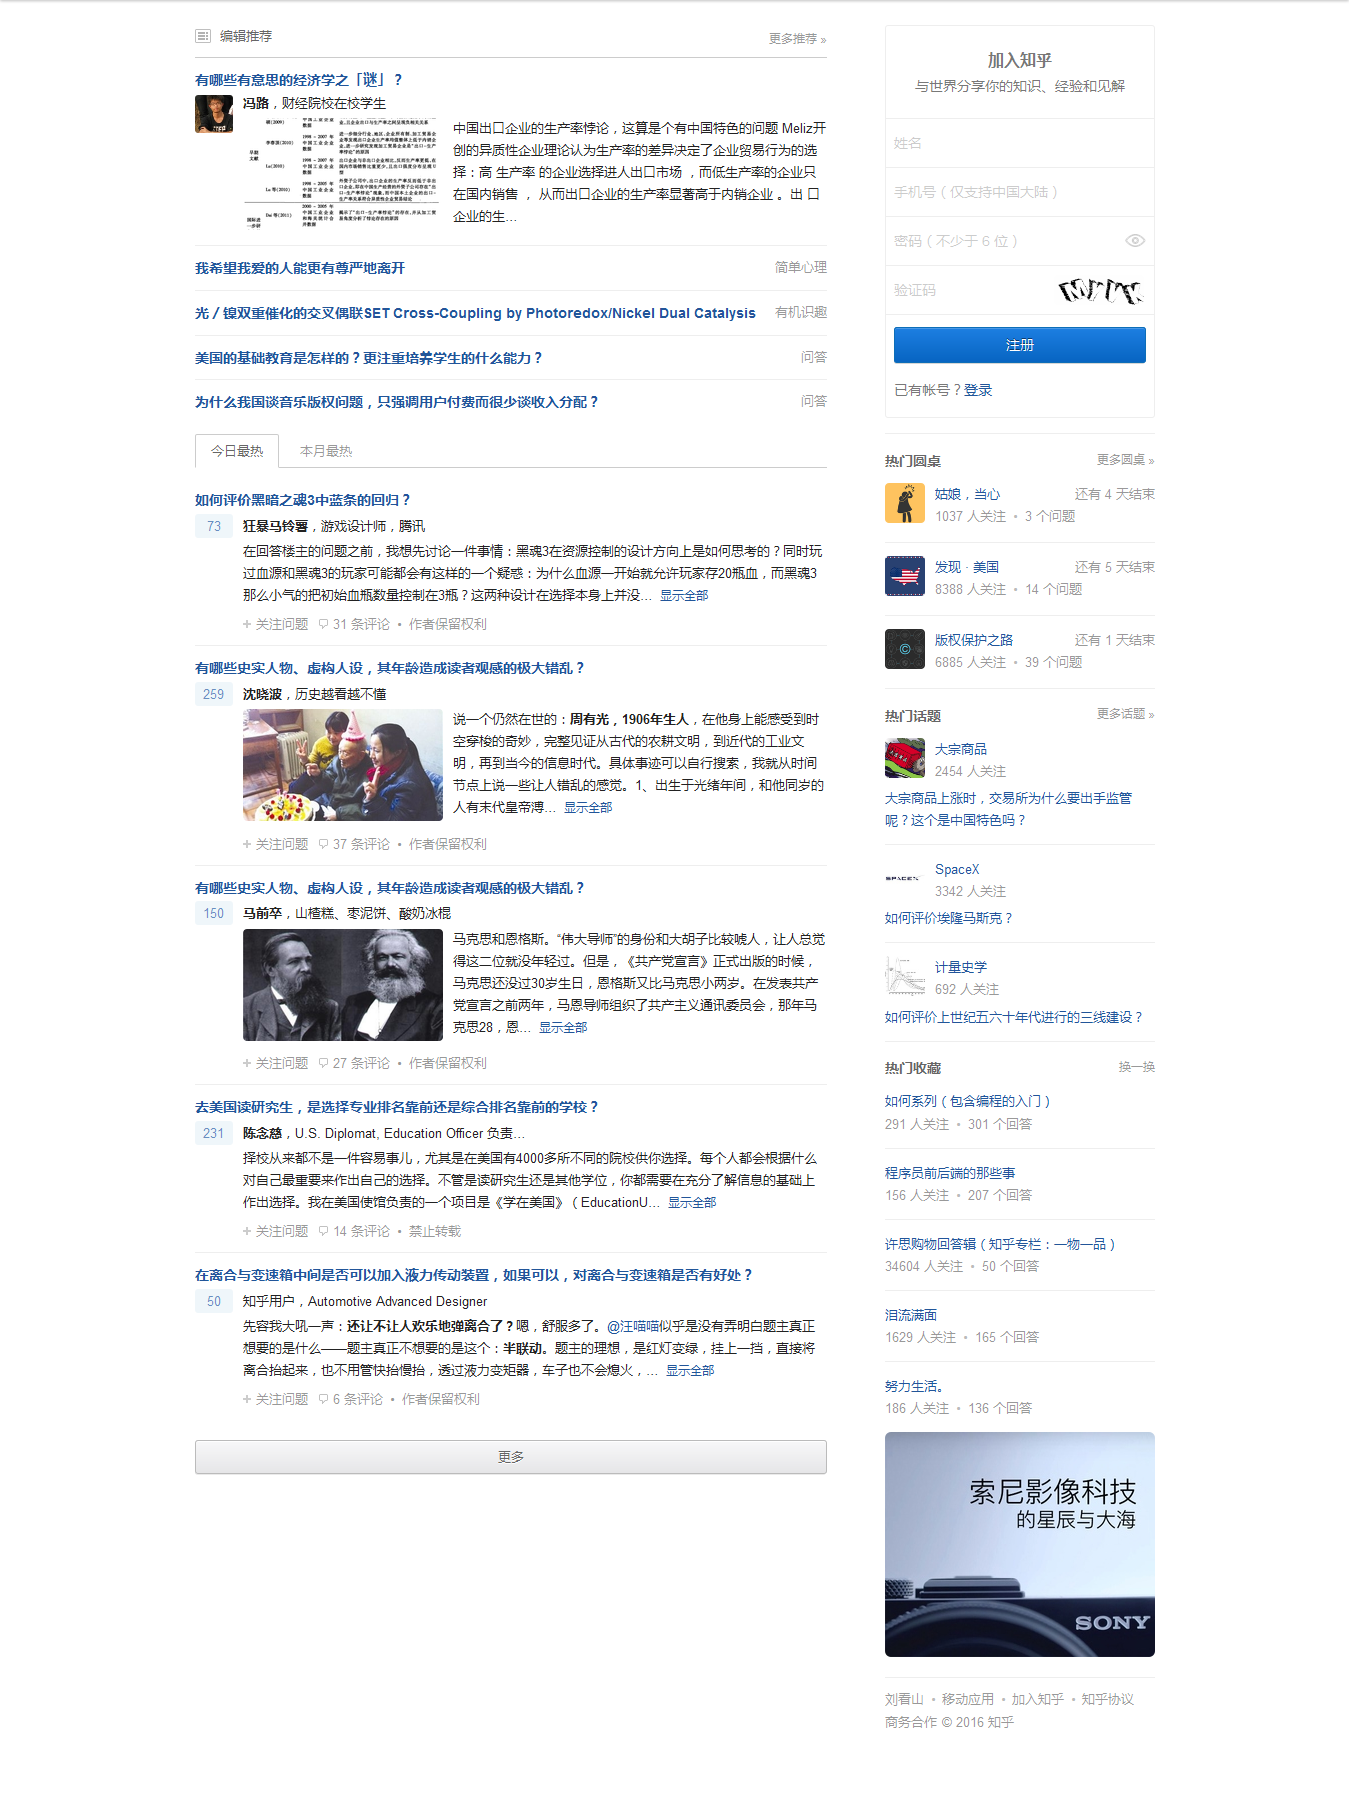 编辑推荐
更多推荐 »
有哪些有意思的经济学之「谜」？
冯路，财经院校在校学生
中国出口企业的生产率悖论，这算是个有中国特色的问题 Meliz开
创的异质性企业理论认为生产率的差异决定了企业贸易行为的选
择：高 生产率 的企业选择进人出口市场 ，而低生产率的企业只
在国内销售 ， 从而出口企业的生产率显著高于内销企业 。出 口
企业的生...
我希望我爱的人能更有尊严地离开
简单心理
光 / 镍双重催化的交叉偶联SET Cross-Coupling by Photoredox/Nickel Dual Catalysis
有机识趣
美国的基础教育是怎样的？更注重培养学生的什么能力？
问答
为什么我国谈音乐版权问题，只强调用户付费而很少谈收入分配？
问答
今日最热
本月最热
如何评价黑暗之魂3中蓝条的回归？
73
狂暴马铃薯，游戏设计师，腾讯
在回答楼主的问题之前，我想先讨论一件事情：黑魂3在资源控制的设计方向上是如何思考的？同时玩
过血源和黑魂3的玩家可能都会有这样的一个疑惑：为什么血源一开始就允许玩家存20瓶血，而黑魂3
那么小气的把初始血瓶数量控制在3瓶？这两种设计在选择本身上并没... 显示全部
关注问题 31 条评论 • 作者保留权利
有哪些史实人物、虚构人设，其年龄造成读者观感的极大错乱？
259
沈晓波，历史越看越不懂
说一个仍然在世的：周有光，1906年生人，在他身上能感受到时
空穿梭的奇妙，完整见证从古代的农耕文明，到近代的工业文
明，再到当今的信息时代。具体事迹可以自行搜索，我就从时间
节点上说一些让人错乱的感觉。1、出生于光绪年间，和他同岁的
人有末代皇帝溥... 显示全部
关注问题 37 条评论 • 作者保留权利
有哪些史实人物、虚构人设，其年龄造成读者观感的极大错乱？
150
马前卒，山楂糕、枣泥饼、酸奶冰棍
马克思和恩格斯。“伟大导师”的身份和大胡子比较唬人，让人总觉
得这二位就没年轻过。但是，《共产党宣言》正式出版的时候，
马克思还没过30岁生日，恩格斯又比马克思小两岁。在发表共产
党宣言之前两年，马恩导师组织了共产主义通讯委员会，那年马
克思28，恩... 显示全部
关注问题 27 条评论 • 作者保留权利
去美国读研究生，是选择专业排名靠前还是综合排名靠前的学校？
231
陈念慈，U.S. Diplomat, Education Officer 负责...
择校从来都不是一件容易事儿，尤其是在美国有4000多所不同的院校供你选择。每个人都会根据什么
对自己最重要来作出自己的选择。不管是读研究生还是其他学位，你都需要在充分了解信息的基础上
作出选择。我在美国使馆负责的一个项目是《学在美国》（EducationU... 显示全部
关注问题 14 条评论 • 禁止转载
在离合与变速箱中间是否可以加入液力传动装置，如果可以，对离合与变速箱是否有好处？
50
知乎用户，Automotive Advanced Designer
先容我大吼一声：还让不让人欢乐地弹离合了？嗯，舒服多了。@汪喵喵似乎是没有弄明白题主真正
想要的是什么——题主真正不想要的是这个：半联动。题主的理想，是红灯变绿，挂上一挡，直接将
离合抬起来，也不用管快抬慢抬，透过液力变矩器，车子也不会熄火，... 显示全部
关注问题 6 条评论 • 作者保留权利
更多
加入知乎
与世界分享你的知识、经验和见解
姓名
手机号（仅支持中国大陆）
密码（不少于 6 位）
验证码
注册
已有帐号？登录
热门圆桌
更多圆桌 »
姑娘，当心
还有 4 天结束
1037 人关注 • 3 个问题
发现 · 美国
还有 5 天结束
8388 人关注 • 14 个问题
版权保护之路
还有 1 天结束
6885 人关注 • 39 个问题
热门话题
更多话题 »
大宗商品
2454 人关注
大宗商品上涨时，交易所为什么要出手监管
呢？这个是中国特色吗？
SPACEX
SpaceX
3342 人关注
如何评价埃隆马斯克？
计量史学
692 人关注
如何评价上世纪五六十年代进行的三线建设？
热门收藏
换一换
如何系列（包含编程的入门）
291 人关注 • 301 个回答
程序员前后端的那些事
156 人关注 • 207 个回答
许思购物回答辑（知乎专栏：一物一品）
34604 人关注 • 50 个回答
泪流满面
1629 人关注 • 165 个回答
努力生活。
186 人关注 • 136 个回答
索尼影像科技
的星辰与大海
SONY
刘看山 • 移动应用 • 加入知乎 • 知乎协议
商务合作 © 2016 知乎